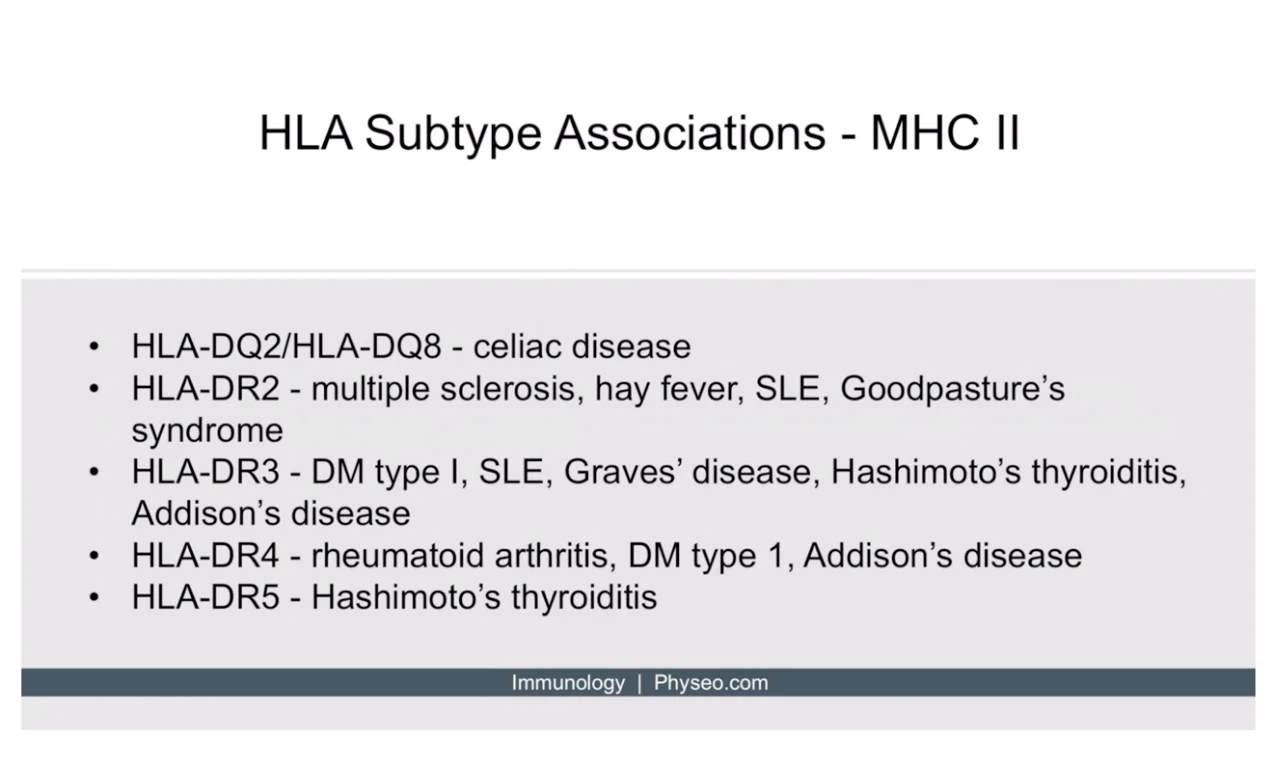 HLA Subtype Associations - MHC II
• HLA-DQ2/HLA-DQ8 - celiac disease
• HLA-DR2 - multiple sclerosis, hay fever, SLE, Goodpasture’s
syndrome
• HLA-DR3 - DM type I, SLE, Graves’ disease, Hashimoto’s thyroiditis,
Addison’s disease
• HLA-DR4 - rheumatoid arthritis, DM type 1, Addison’s disease
• HLA-DR5 - Hashimoto’s thyroiditis
Immunology | Physeo.com